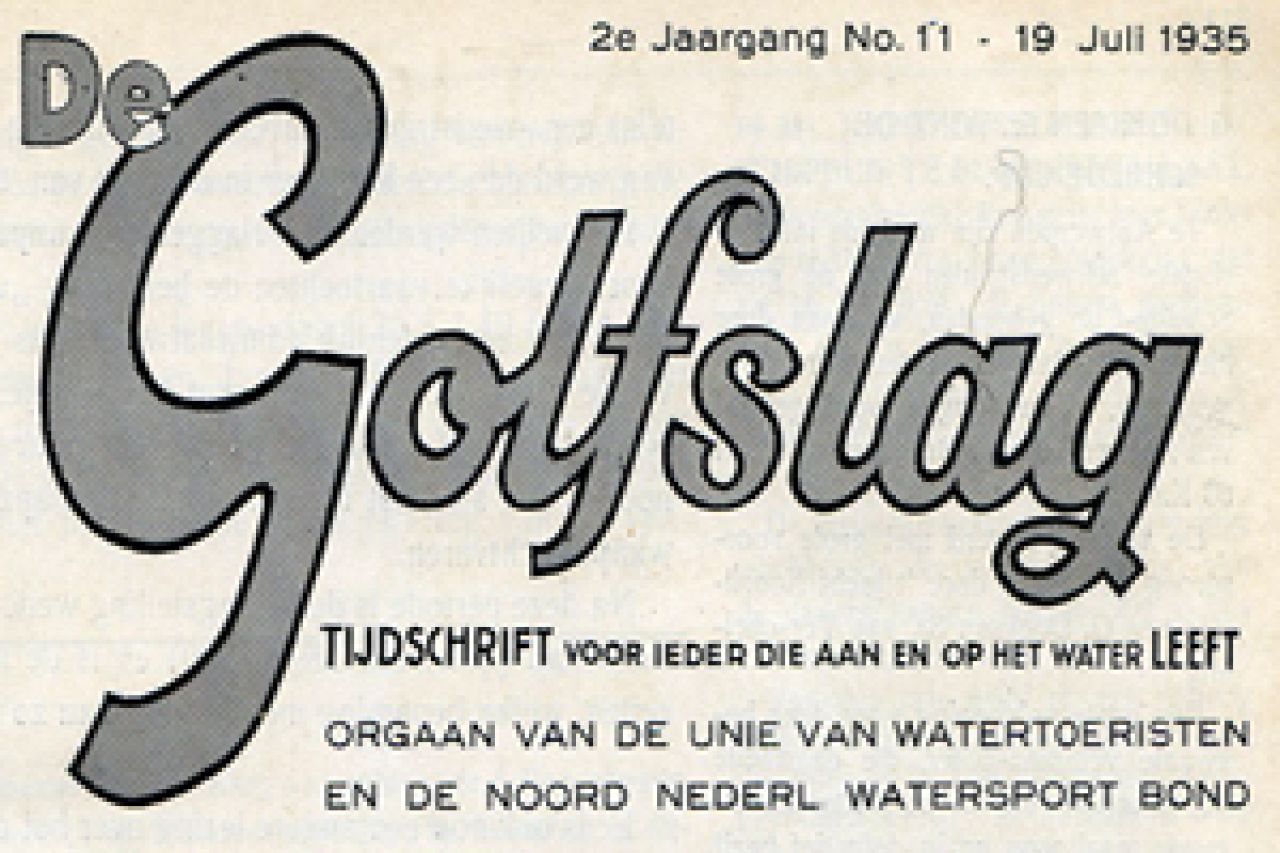 2e Jaargang No. 11 - 19 Juli 1935
De Golfslag
TIJDSCHRIFT VOOR IEDER DIE AAN EN OP HET WATER LEEFT
ORGAAN VAN DE UNIE VAN WATERTOERISTEN
EN DE NOORD NEDERL WATERSPORT BOND